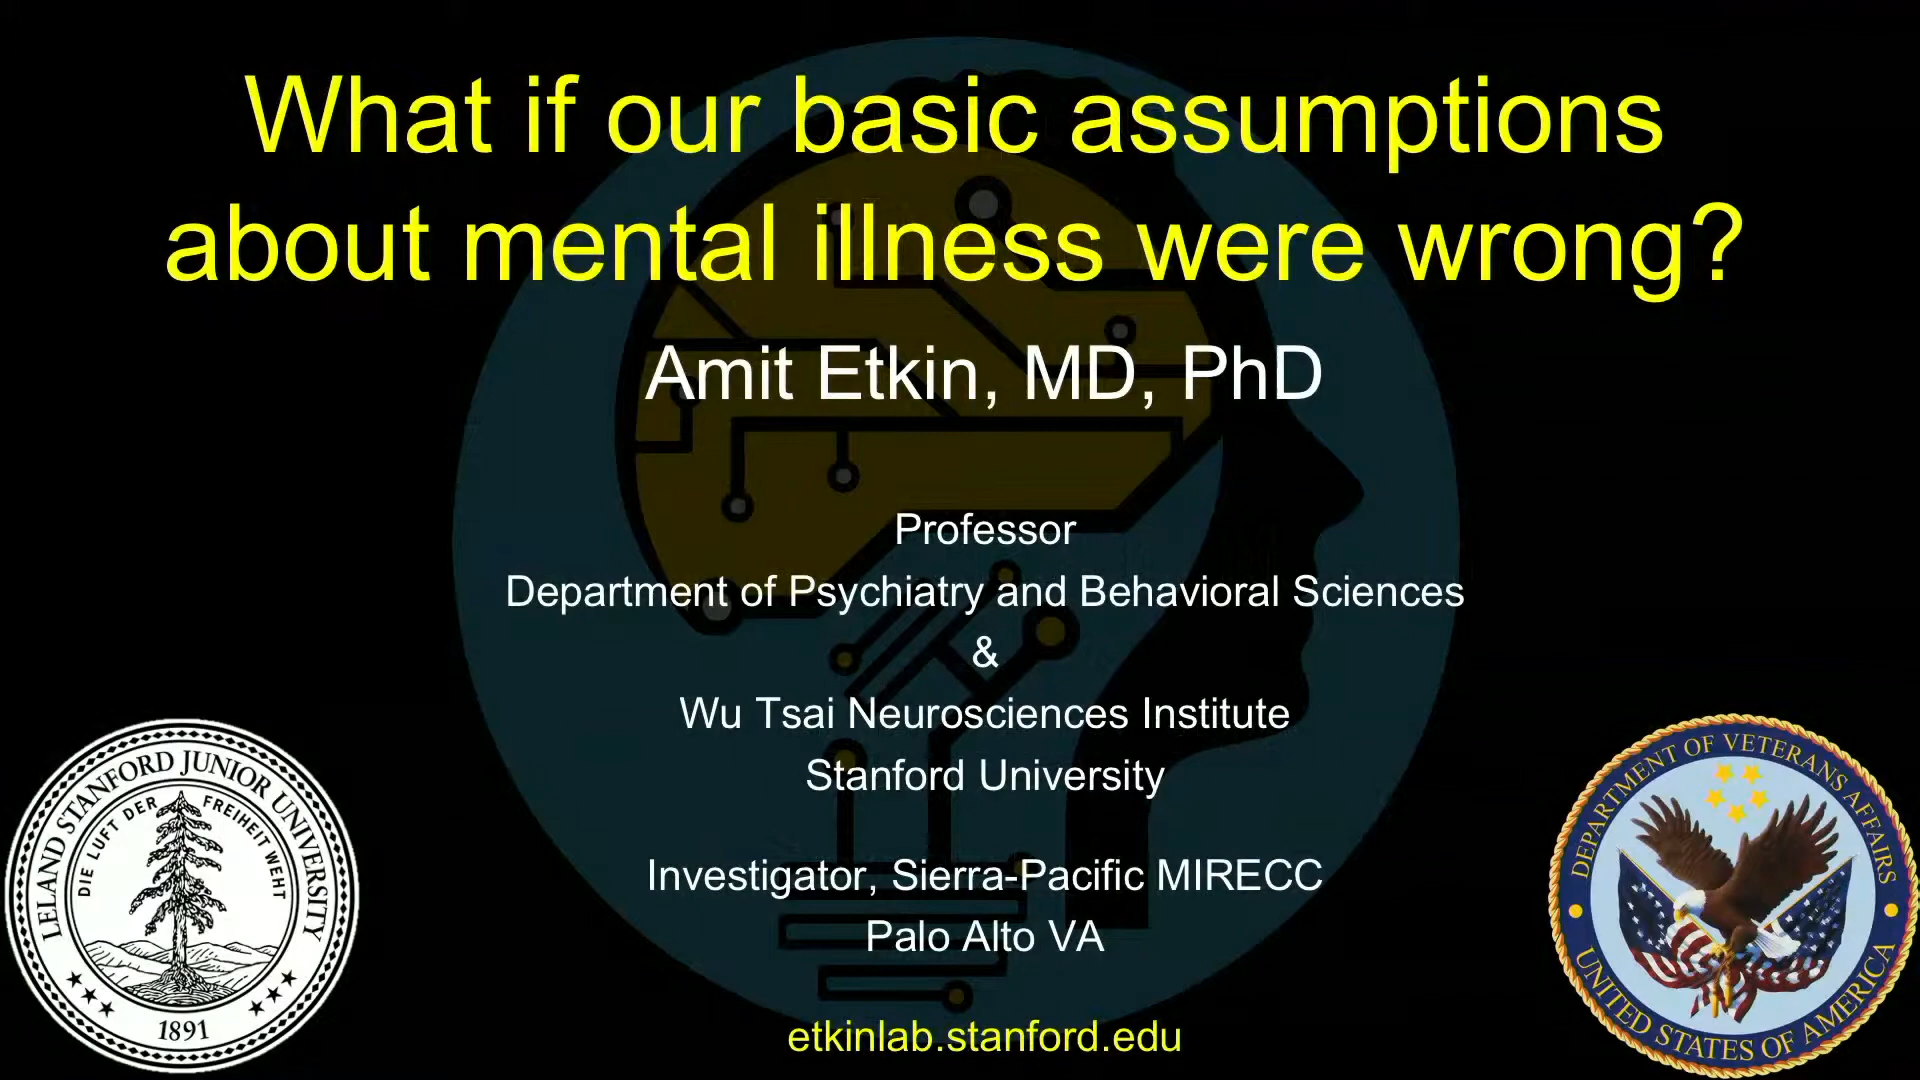 What if our basic assumptions
about mental illness were wrong?
Amit Etkin, MD, PhD
Professor
Department of Psychiatry and Behavioral Sciences
&
Wu Tsai Neurosciences Institute
Stanford University
Investigator, Sierra-Pacific MIRECC
Palo Alto VA
etkinlab.stanford.edu
LELAND STANFORD JUNIOR UNIVERSITY
DIE LUFT DER FREIHEIT WEHT
1891
DEPARTMENT OF VETERANS AFFAIRS
UNITED STATES OF AMERICA